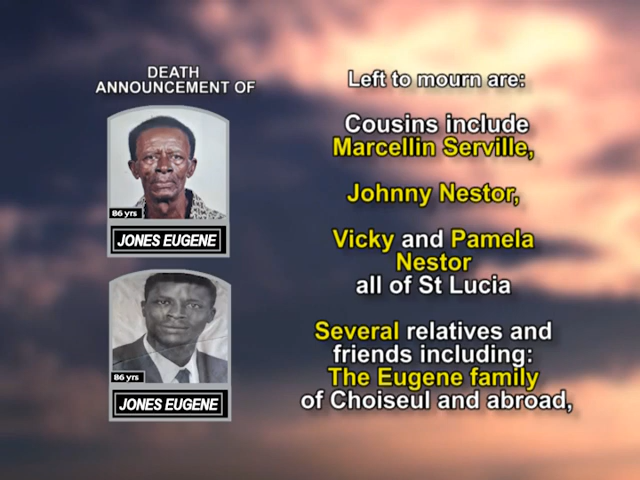 DEATH
ANNOUNCEMENT OF
86 yrs
JONES EUGENE
86 yrs
JONES EUGENE
Left to mourn are:
Cousins include
Marcellin Serville,
Johnny Nestor,
Vicky and Pamela
Nestor
all of St Lucia
Several relatives and
friends including:
The Eugene family
of Choiseul and abroad,